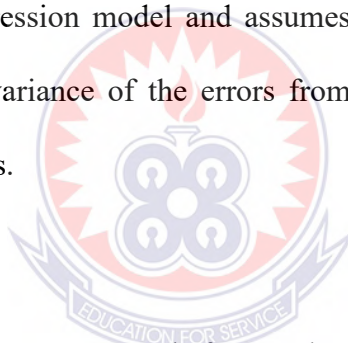 ession model and assumes
variance of the errors from
s.
EDUCATION FOR SERVICE